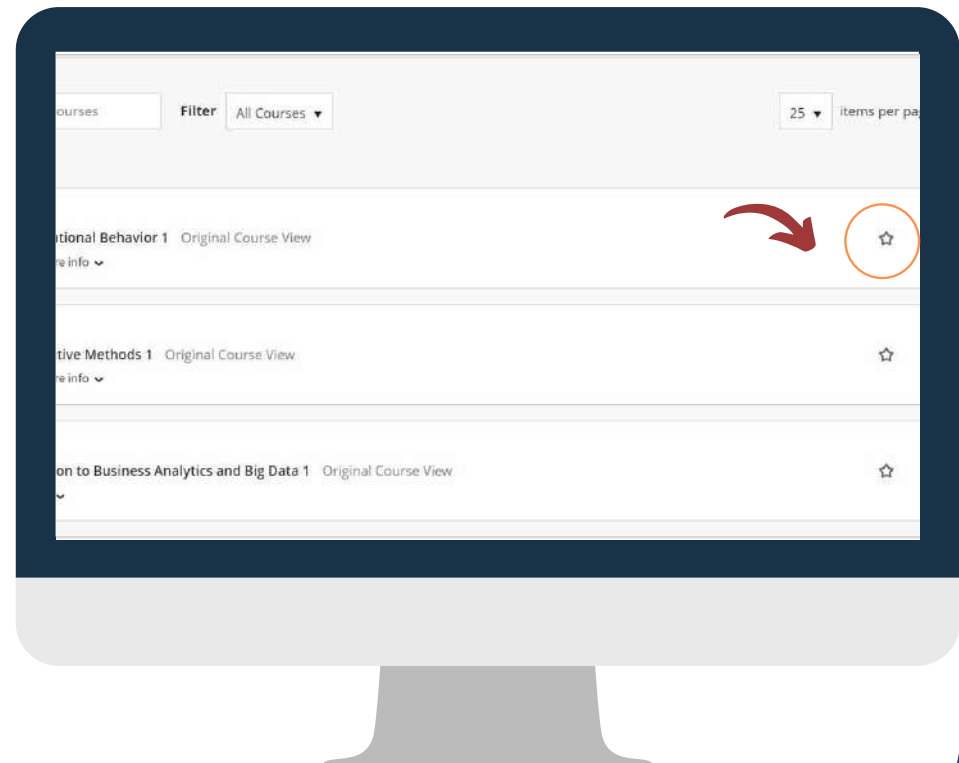 ourses Filter All Courses 25 items per pa
tional Behavior 1 Original Course View
re info
tive Methods 1 Original Course View
re info
on to Business Analytics and Big Data 1 Original Course View